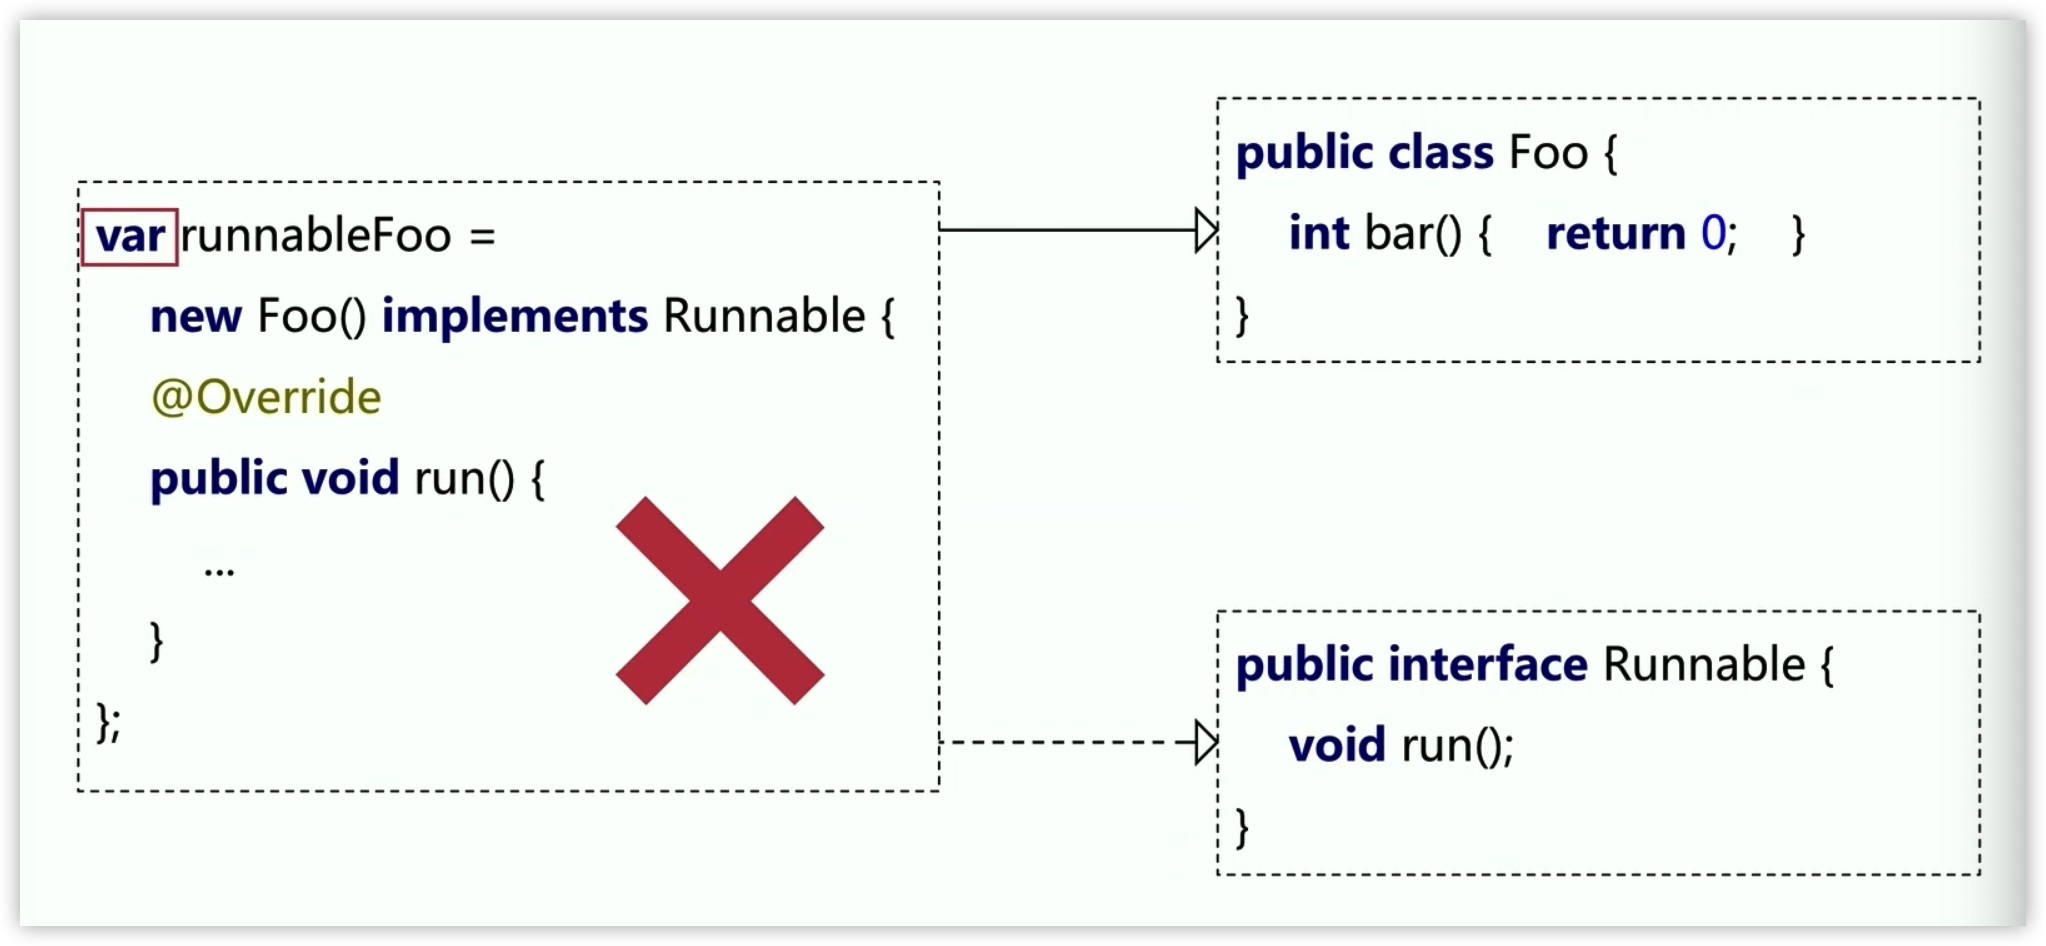 var runnableFoo =
new Foo() implements Runnable {
@Override
public void run() {
...
}
};
public class Foo {
int bar() { return 0; }
}
public interface Runnable {
void run();
}